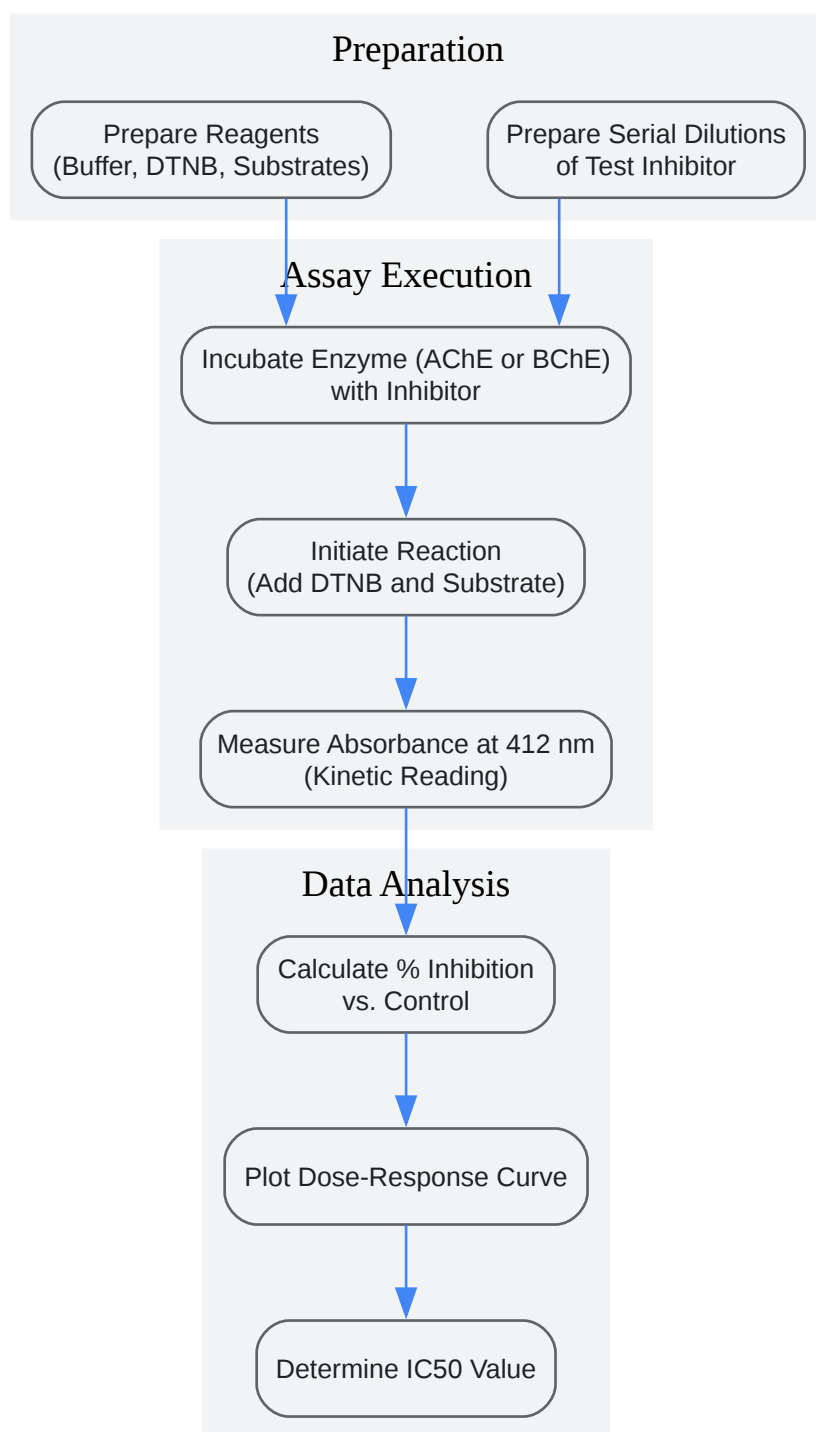 Preparation
Prepare Reagents
(Buffer, DTNB, Substrates)
Prepare Serial Dilutions
of Test Inhibitor
Assay Execution
Incubate Enzyme (AChE or BChE)
with Inhibitor
Initiate Reaction
(Add DTNB and Substrate)
Measure Absorbance at 412 nm
(Kinetic Reading)
Data Analysis
Calculate % Inhibition
vs. Control
Plot Dose-Response Curve
Determine IC50 Value